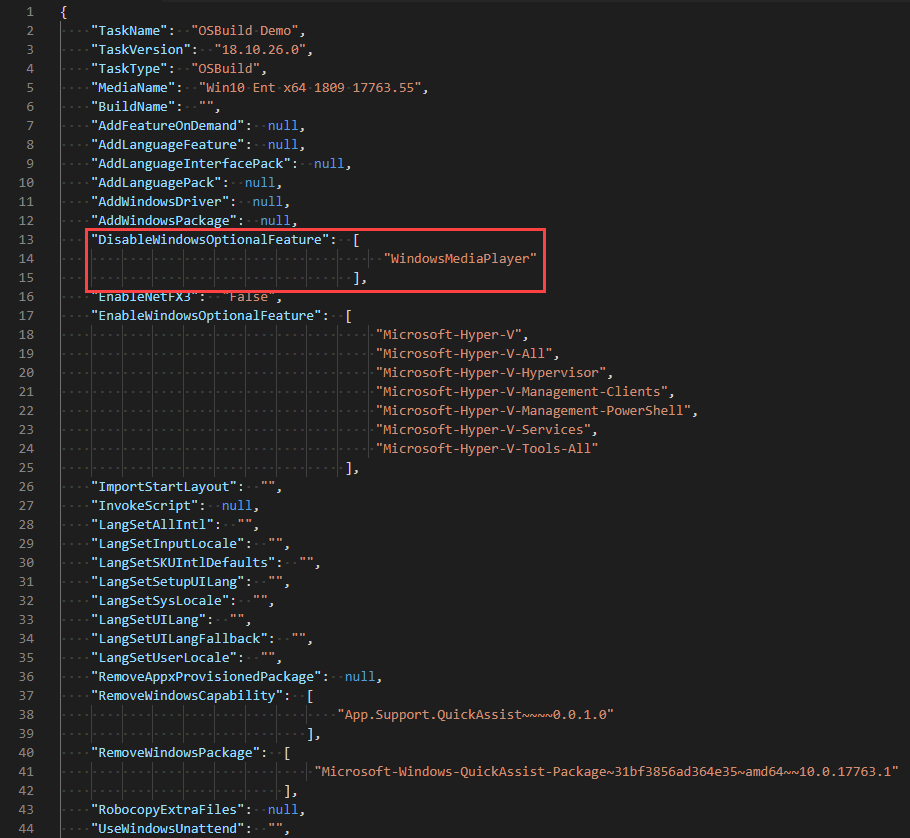 1 {
2 "TaskName": "OSBuild Demo",
3 "TaskVersion": "18.10.26.0",
4 "TaskType": "OSBuild",
5 "MediaName": "Win10 Ent x64 1809 17763.55",
6 "BuildName": "",
7 "AddFeatureOnDemand": null,
8 "AddLanguageFeature": null,
9 "AddLanguageInterfacePack": null,
10 "AddLanguagePack": null,
11 "AddWindowsDriver": null,
12 "AddWindowsPackage": null,
13 "DisableWindowsOptionalFeature": [
14 "WindowsMediaPlayer"
15 ],
16 "EnableNetFX3": "False",
17 "EnableWindowsOptionalFeature": [
18 "Microsoft-Hyper-V",
19 "Microsoft-Hyper-V-All",
20 "Microsoft-Hyper-V-Hypervisor",
21 "Microsoft-Hyper-V-Management-Clients",
22 "Microsoft-Hyper-V-Management-PowerShell",
23 "Microsoft-Hyper-V-Services",
24 "Microsoft-Hyper-V-Tools-All"
25 ],
26 "ImportStartLayout": "",
27 "InvokeScript": null,
28 "LangSetAllIntl": "",
29 "LangSetInputLocale": "",
30 "LangSetSKUIntlDefaults": "",
31 "LangSetSetupUILang": "",
32 "LangSetSysLocale": "",
33 "LangSetUILang": "",
34 "LangSetUILangFallback": "",
35 "LangSetUserLocale": "",
36 "RemoveAppxProvisionedPackage": null,
37 "RemoveWindowsCapability": [
38 "App.Support.QuickAssist~~~~0.0.1.0"
39 ],
40 "RemoveWindowsPackage": [
41 "Microsoft-Windows-QuickAssist-Package~31bf3856ad364e35~amd64~~10.0.17763.1"
42 ],
43 "RobocopyExtraFiles": null,
44 "UseWindowsUnattend": "",